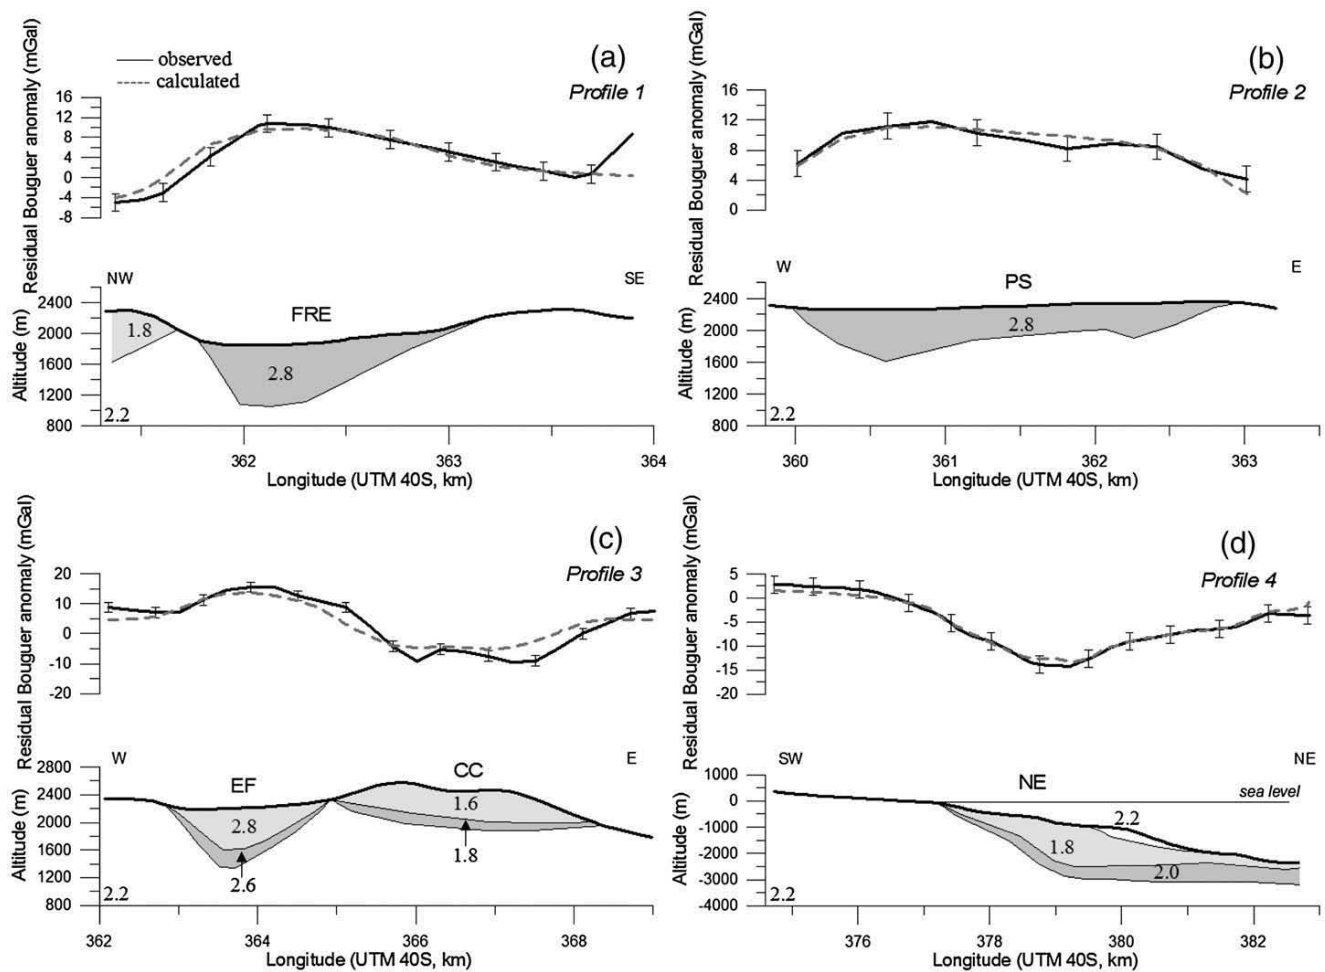 observed
calculated
(a)
Profile 1
Residual Bouguer anomaly (mGal)
16
12
8
4
0
-4
-8
NW
SE
FRE
Altitude (m)
2400
2000
1600
1200
800
1.8
2.8
2.2
362
363
364
Longitude (UTM 40S, km)
(b)
Profile 2
Residual Bouguer anomaly (mGal)
16
12
8
4
0
W
E
PS
Altitude (m)
2400
2000
1600
1200
800
2.8
2.2
360
361
362
363
Longitude (UTM 40S, km)
(c)
Profile 3
Residual Bouguer anomaly (mGal)
20
10
0
-10
-20
W
E
EF
CC
Altitude (m)
2800
2400
2000
1600
1200
800
2.8
1.6
1.8
2.6
2.2
362
364
366
368
Longitude (UTM 40S, km)
(d)
Profile 4
Residual Bouguer anomaly (mGal)
5
0
-5
-10
-15
-20
SW
NE
NE
sea level
Altitude (m)
1000
0
-1000
-2000
-3000
-4000
2.2
1.8
2.0
2.2
376
378
380
382
Longitude (UTM 40S, km)